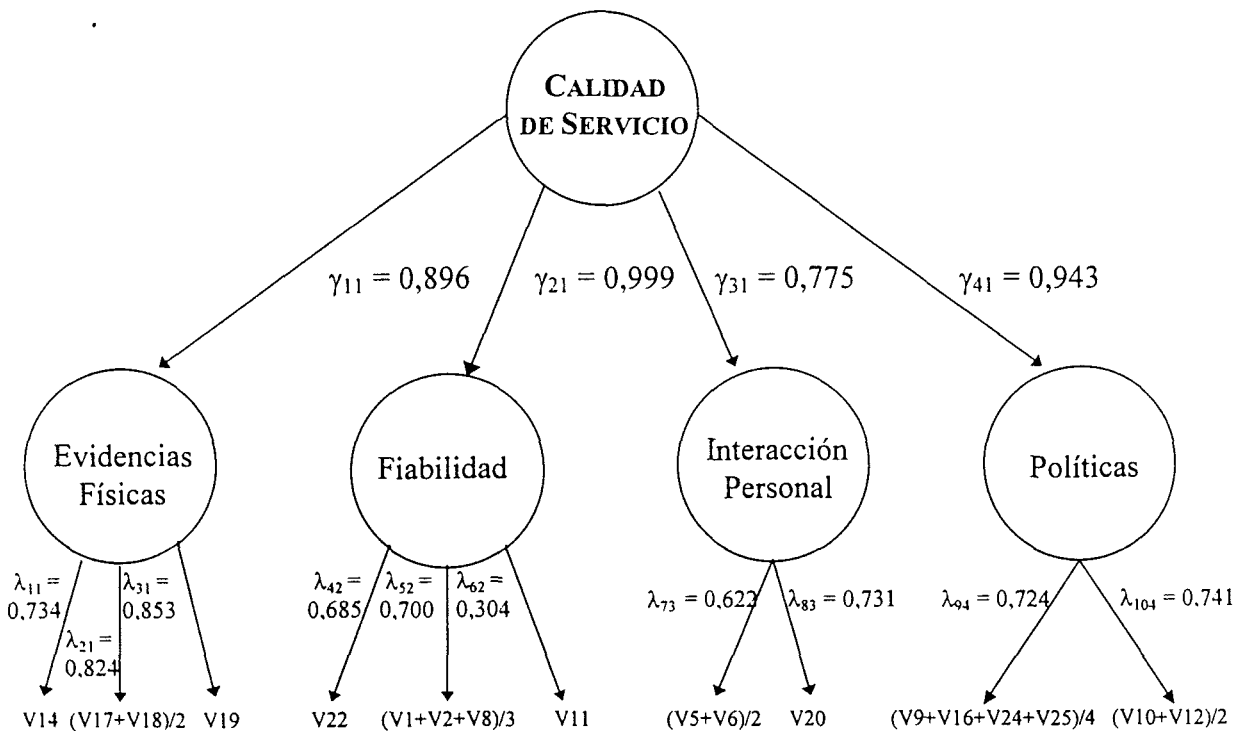 CALIDAD
DE SERVICIO
γ11 = 0,896
γ21 = 0,999
γ31 = 0,775
γ41 = 0,943
Evidencias
Físicas
Fiabilidad
Interacción
Personal
Políticas
λ11 =
0,734
λ21 =
0,824
λ31 =
0,853
λ42 =
0,685
λ52 =
0,700
λ62 =
0,304
λ73 = 0,622
λ83 = 0,731
λ94 = 0,724
λ104 = 0,741
V14 (V17+V18)/2 V19 V22 (V1+V2+V8)/3 V11 (V5+V6)/2 V20 (V9+V16+V24+V25)/4 (V10+V12)/2